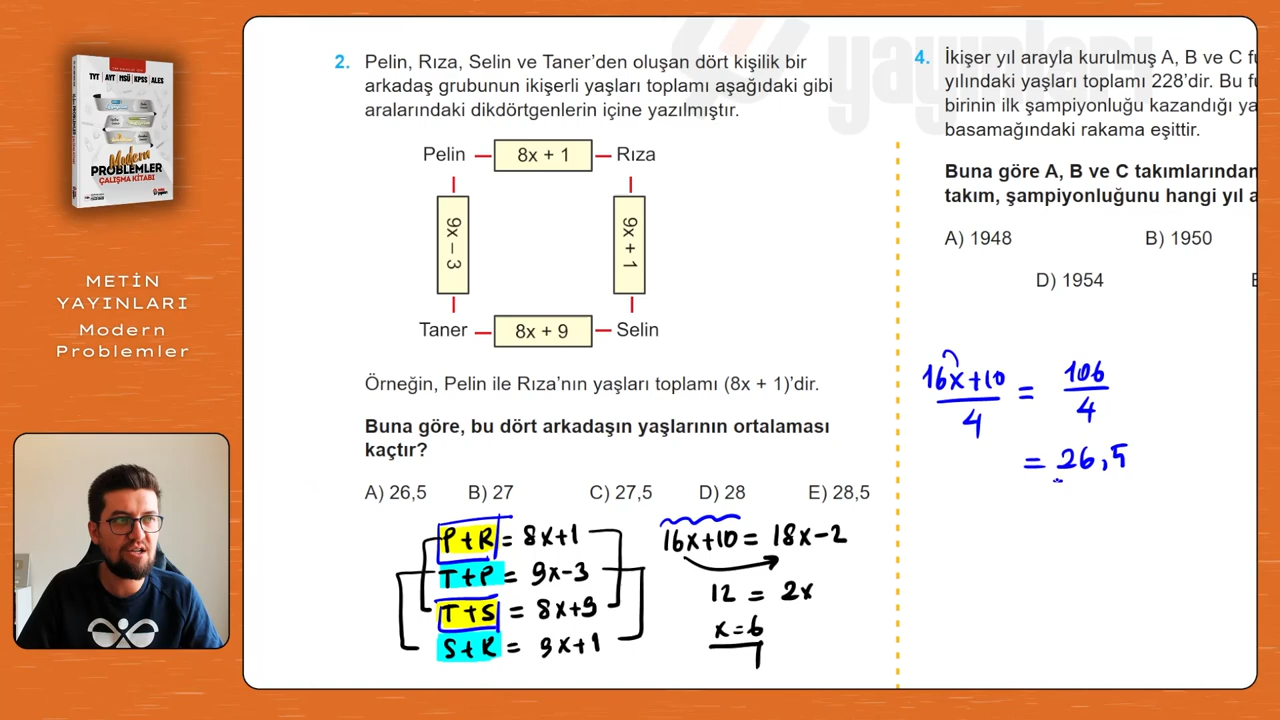 yayınları
TYT | AYT | MSÜ | KPSS | ALES
Modern
PROBLEMLER
ÇALIŞMA KİTABI
METİN
YAYINLARI
Modern
Problemler
2. Pelin, Rıza, Selin ve Taner'den oluşan dört kişilik bir
arkadaş grubunun ikişerli yaşları toplamı aşağıdaki gibi
aralarındaki dikdörtgenlerin içine yazılmıştır.
Pelin 8x + 1 Rıza
9x – 3 9x + 1
Taner 8x + 9 Selin
Örneğin, Pelin ile Rıza'nın yaşları toplamı (8x + 1)'dir.
Buna göre, bu dört arkadaşın yaşlarının ortalaması
kaçtır?
A) 26,5 B) 27 C) 27,5 D) 28 E) 28,5
P+R = 8x+1
T+P = 9x-3
T+S = 8x+9
S+R = 9x+1
16x+10 = 18x-2
12 = 2x
x=6
4. İkişer yıl arayla kurulmuş A, B ve C fu
yılındaki yaşları toplamı 228'dir. Bu fu
birinin ilk şampiyonluğu kazandığı ya
basamağındaki rakama eşittir.
Buna göre A, B ve C takımlarından
takım, şampiyonluğunu hangi yıl a
A) 1948 B) 1950
D) 1954 E
16x+10 = 106
4 4
= 26,5